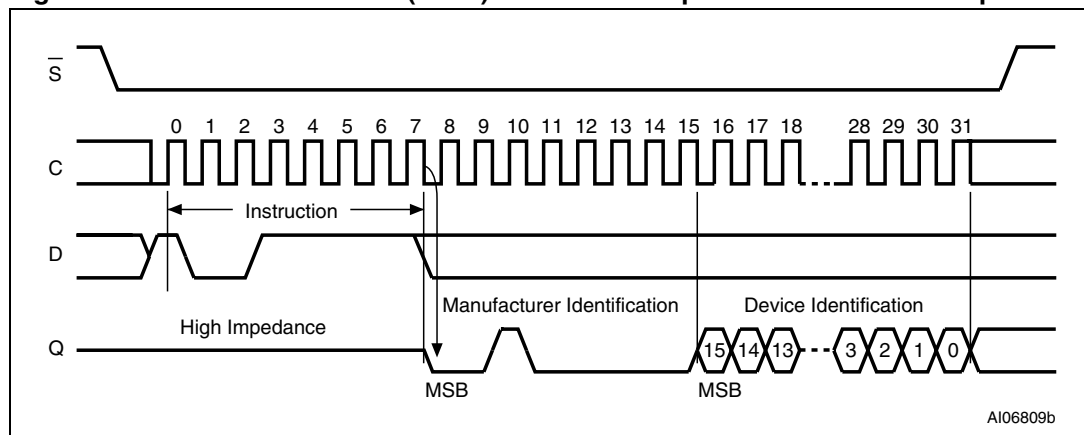 S
0 1 2 3 4 5 6 7 8 9 10 11 12 13 14 15 16 17 18 28 29 30 31
C
Instruction
D
Manufacturer Identification Device Identification
High Impedance
Q
15 14 13 3 2 1 0
MSB MSB
AI06809b